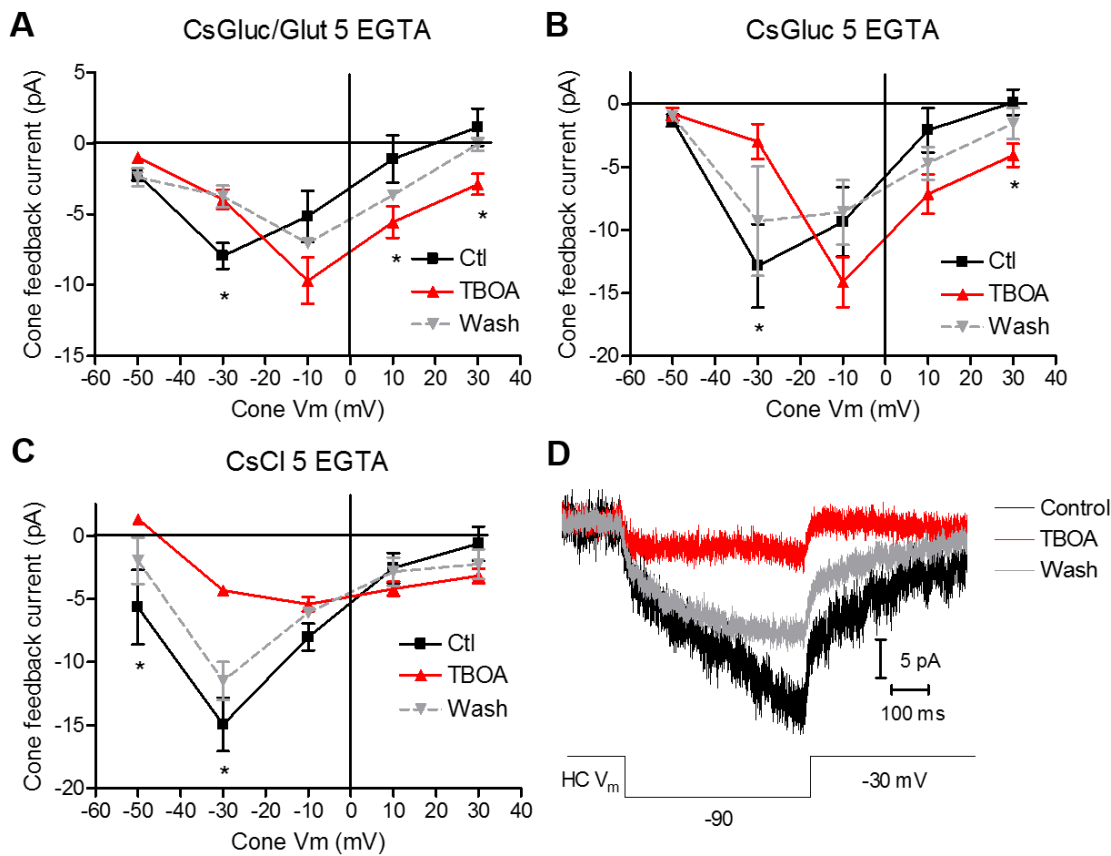 A
CsGluc/Glut 5 EGTA
Cone feedback current (pA)
5
0
-5
-10
-15
-60 -50 -40 -30 -20 -10 0 10 20 30 40
Cone Vm (mV)
*
*
*
Ctl
TBOA
Wash
B
CsGluc 5 EGTA
Cone feedback current (pA)
0
-5
-10
-15
-20
-60 -50 -40 -30 -20 -10 0 10 20 30 40
Cone Vm (mV)
*
*
Ctl
TBOA
Wash
C
CsCl 5 EGTA
Cone feedback current (pA)
0
-5
-10
-15
-20
-60 -50 -40 -30 -20 -10 0 10 20 30 40
Cone Vm (mV)
*
*
Ctl
TBOA
Wash
D
Control
TBOA
Wash
5 pA
100 ms
HC Vm
-30 mV
-90